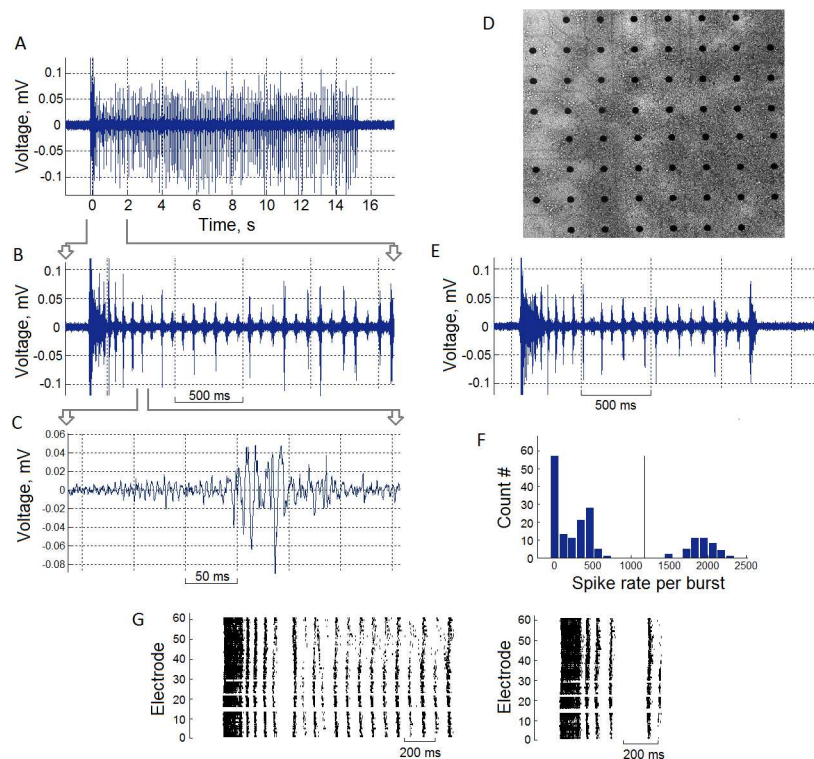 A
Voltage, mV
0.1
0.05
0
-0.05
-0.1
0 2 4 6 8 10 12 14 16
Time, s
B
Voltage, mV
0.1
0.05
0
-0.05
-0.1
500 ms
C
Voltage, mV
0.06
0.04
0.02
0
-0.02
-0.04
-0.06
-0.08
50 ms
D
E
Voltage, mV
0.1
0.05
0
-0.05
-0.1
500 ms
F
Count #
60
50
40
30
20
10
0
0 500 1000 1500 2000 2500
Spike rate per burst
G
Electrode
60
50
40
30
20
10
0
200 ms
Electrode
60
50
40
30
20
10
0
200 ms